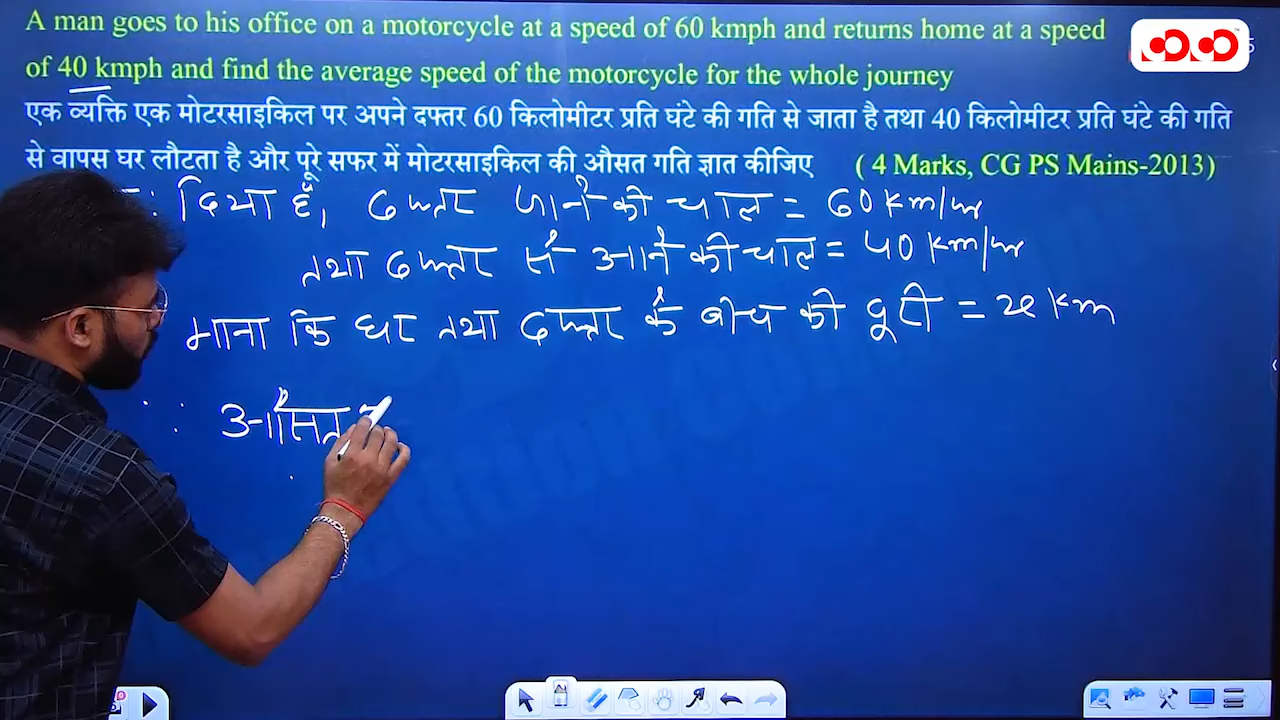 A man goes to his office on a motorcycle at a speed of 60 kmph and returns home at a speed
of 40 kmph and find the average speed of the motorcycle for the whole journey
एक व्यक्ति एक मोटरसाइकिल पर अपने दफ्तर 60 किलोमीटर प्रति घंटे की गति से जाता है तथा 40 किलोमीटर प्रति घंटे की गति
से वापस घर लौटता है और पूरे सफर में मोटरसाइकिल की औसत गति ज्ञात कीजिए ( 4 Marks, CG PS Mains-2013)
: दिया है, दफ्तर जाने की चाल = 60 km/hr
तथा दफ्तर से आने की चाल = 40 km/hr
माना कि घर तथा दफ्तर के बीच की दूरी = x km
∴ औसत